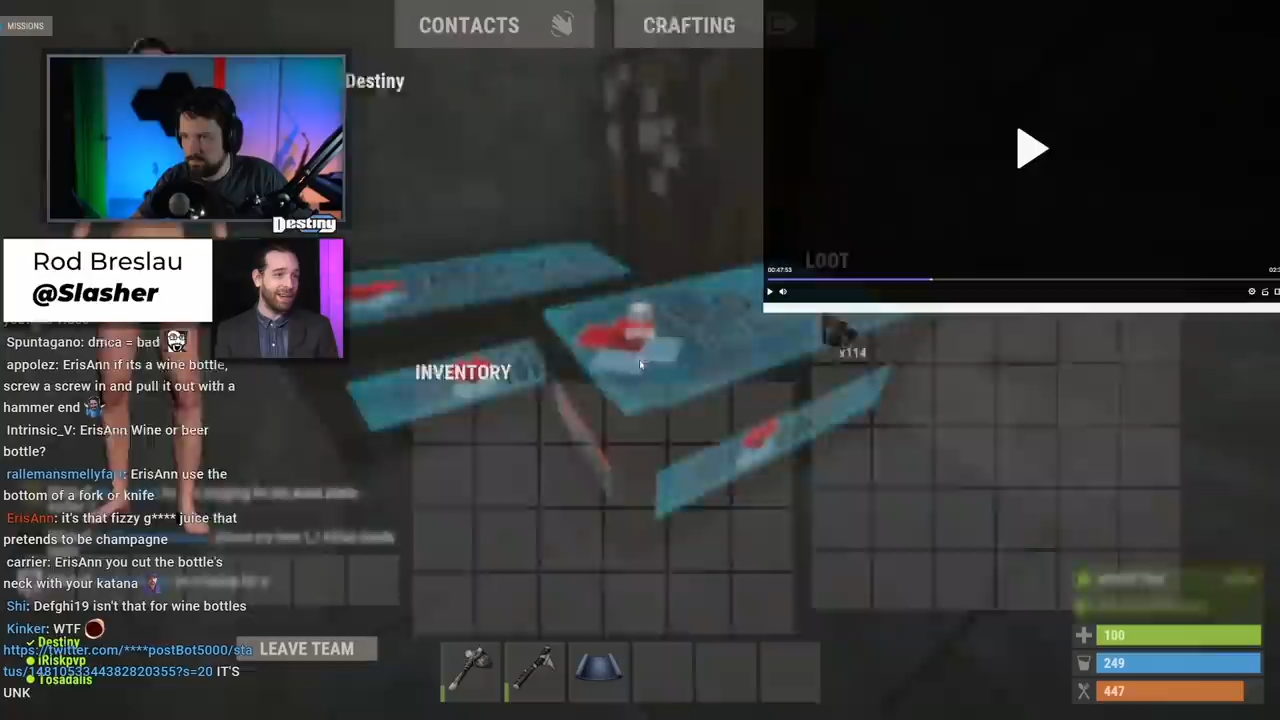 MISSIONS
CONTACTS
CRAFTING
Destiny
Destiny
Rod Breslau
@Slasher
00:47:53
LOOT
x114
INVENTORY
Spuntagano: dmca = bad
appolez: ErisAnn if its a wine bottle,
screw a screw in and pull it out with a
hammer end
Intrinsic_V: ErisAnn Wine or beer
bottle?
ErisAnn use the
bottom of a fork or knife
ErisAnn: it's that fizzy g**** juice that
pretends to be champagne
carrier: ErisAnn you cut the bottle's
neck with your katana
Shi: Defghi19 isn't that for wine bottles
Kinker: WTF
Destiny
https://twitter.com/****postBot5000/sta
tus/1481053344382820355?s=20 IT'S
UNK
iRiskpvp
Tosadalis
LEAVE TEAM
100
249
447